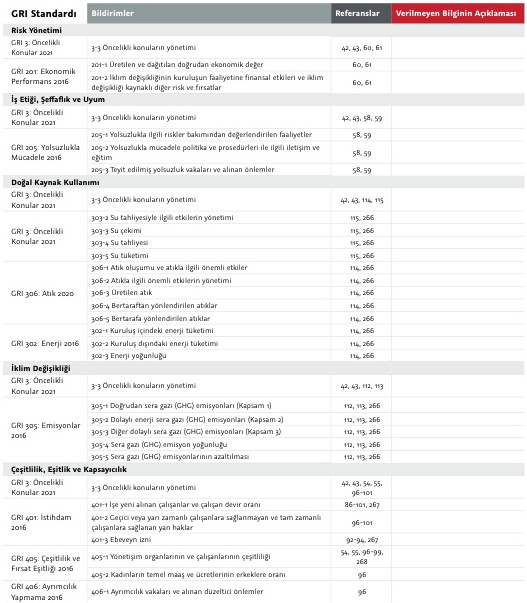 GRI Standardı Bildirimler Referanslar Verilmeyen Bilginin Açıklaması
Risk Yönetimi
GRI 3: Öncelikli
Konular 2021
3-3 Öncelikli konuların yönetimi
42, 43, 60, 61
GRI 201: Ekonomik
Performans 2016
201-1 Üretilen ve dağıtılan doğrudan ekonomik değer
60, 61
201-2 İklim değişikliğinin kuruluşun faaliyetine finansal etkileri ve iklim
değişikliği kaynaklı diğer risk ve fırsatlar
60, 61
İş Etiği, Şeffaflık ve Uyum
GRI 3: Öncelikli
Konular 2021
3-3 Öncelikli konuların yönetimi
42, 43, 58, 59
GRI 205: Yolsuzlukla
Mücadele 2016
205-1 Yolsuzlukla ilgili riskler bakımından değerlendirilen faaliyetler
58, 59
205-2 Yolsuzlukla mücadele politika ve prosedürleri ile ilgili iletişim ve
eğitim
58, 59
205-3 Teyit edilmiş yolsuzluk vakaları ve alınan önlemler
58, 59
Doğal Kaynak Kullanımı
GRI 3: Öncelikli
Konular 2021
3-3 Öncelikli konuların yönetimi
42, 43, 114, 115
GRI 3: Öncelikli
Konular 2021
303-2 Su tahliyesiyle ilgili etkilerin yönetimi
115, 266
303-3 Su çekimi
115, 266
303-4 Su tahliyesi
115, 266
303-5 Su tüketimi
115, 266
GRI 306: Atık 2020
306-1 Atık oluşumu ve atıkla ilgili önemli etkiler
114, 266
306-2 Atıkla ilgili önemli etkilerin yönetimi
114, 266
306-3 Üretilen atık
114, 266
306-4 Bertaraftan yönlendirilen atıklar
114, 266
306-5 Bertarafa yönlendirilen atıklar
114, 266
GRI 302: Enerji 2016
302-1 Kuruluş içindeki enerji tüketimi
114, 266
302-2 Kuruluş dışındaki enerji tüketimi
114, 266
302-3 Enerji yoğunluğu
114, 266
İklim Değişikliği
GRI 3: Öncelikli
Konular 2021
3-3 Öncelikli konuların yönetimi
42, 43, 112, 113
GRI 305: Emisyonlar
2016
305-1 Doğrudan sera gazı (GHG) emisyonları (Kapsam 1)
112, 113, 266
305-2 Dolaylı enerji sera gazı (GHG) emisyonları (Kapsam 2)
112, 113, 266
305-3 Diğer dolaylı sera gazı (GHG) emisyonları (Kapsam 3)
112, 113, 266
305-4 Sera gazı (GHG) emisyon yoğunluğu
112, 113, 266
305-5 Sera gazı (GHG) emisyonlarının azaltılması
112, 113, 266
Çeşitlilik, Eşitlik ve Kapsayıcılık
GRI 3: Öncelikli
Konular 2021
3-3 Öncelikli konuların yönetimi
42, 43, 54, 55,
96-101
GRI 401: İstihdam
2016
401-1 İşe yeni alınan çalışanlar ve çalışan devir oranı
86-101, 267
401-2 Geçici veya yarı zamanlı çalışanlara sağlanmayan ve tam zamanlı
çalışanlara sağlanan yan haklar
96-101
401-3 Ebeveyn izni
92-94, 267
GRI 405: Çeşitlilik ve
Fırsat Eşitliği 2016
405-1 Yönetişim organlarının ve çalışanlarının çeşitliliği
54, 55, 96-99,
268
405-2 Kadınların temel maaş ve ücretlerinin erkeklere oranı
96
GRI 406: Ayrımcılık
Yapmama 2016
406-1 Ayrımcılık vakaları ve alınan düzeltici önlemler
96